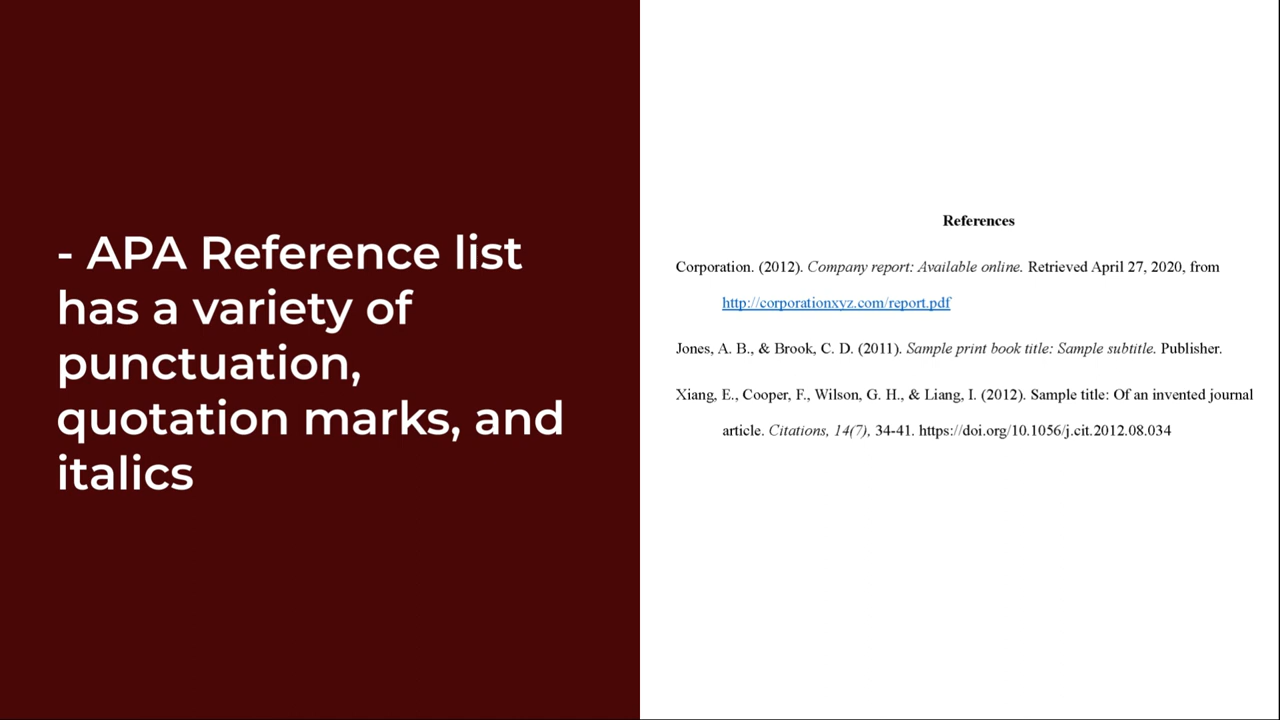 - APA Reference list
has a variety of
punctuation,
quotation marks, and
italics
References
Corporation. (2012). Company report: Available online. Retrieved April 27, 2020, from
http://corporationxyz.com/report.pdf
Jones, A. B., & Brook, C. D. (2011). Sample print book title: Sample subtitle. Publisher.
Xiang, E., Cooper, F., Wilson, G. H., & Liang, I. (2012). Sample title: Of an invented journal
article. Citations, 14(7), 34-41. https://doi.org/10.1056/j.cit.2012.08.034